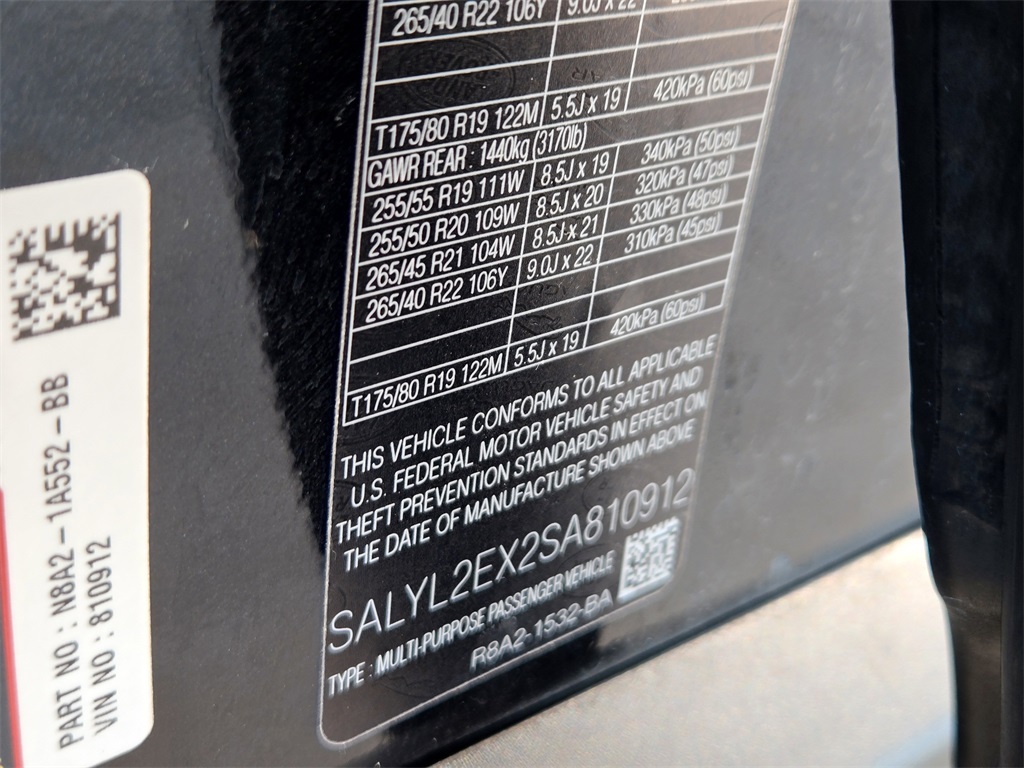 265/40 R22 106Y 9.0J x 22
T175/80 R19 122M 5.5J x 19 420kPa (60psi)
GAWR REAR : 1440kg (3170lb)
255/55 R19 111W 8.5J x 19 340kPa (50psi)
255/50 R20 109W 8.5J x 20 320kPa (47psi)
265/45 R21 104W 8.5J x 21 330kPa (48psi)
265/40 R22 106Y 9.0J x 22 310kPa (45psi)
T175/80 R19 122M 5.5J x 19 420kPa (60psi)
THIS VEHICLE CONFORMS TO ALL APPLICABLE
U.S. FEDERAL MOTOR VEHICLE SAFETY AND
THEFT PREVENTION STANDARDS IN EFFECT ON
THE DATE OF MANUFACTURE SHOWN ABOVE
SALYL2EX2SA810912
TYPE : MULTI-PURPOSE PASSENGER VEHICLE
R8A2-1532-BA
PART NO : N8A2-1A552-BB
VIN NO : 810912